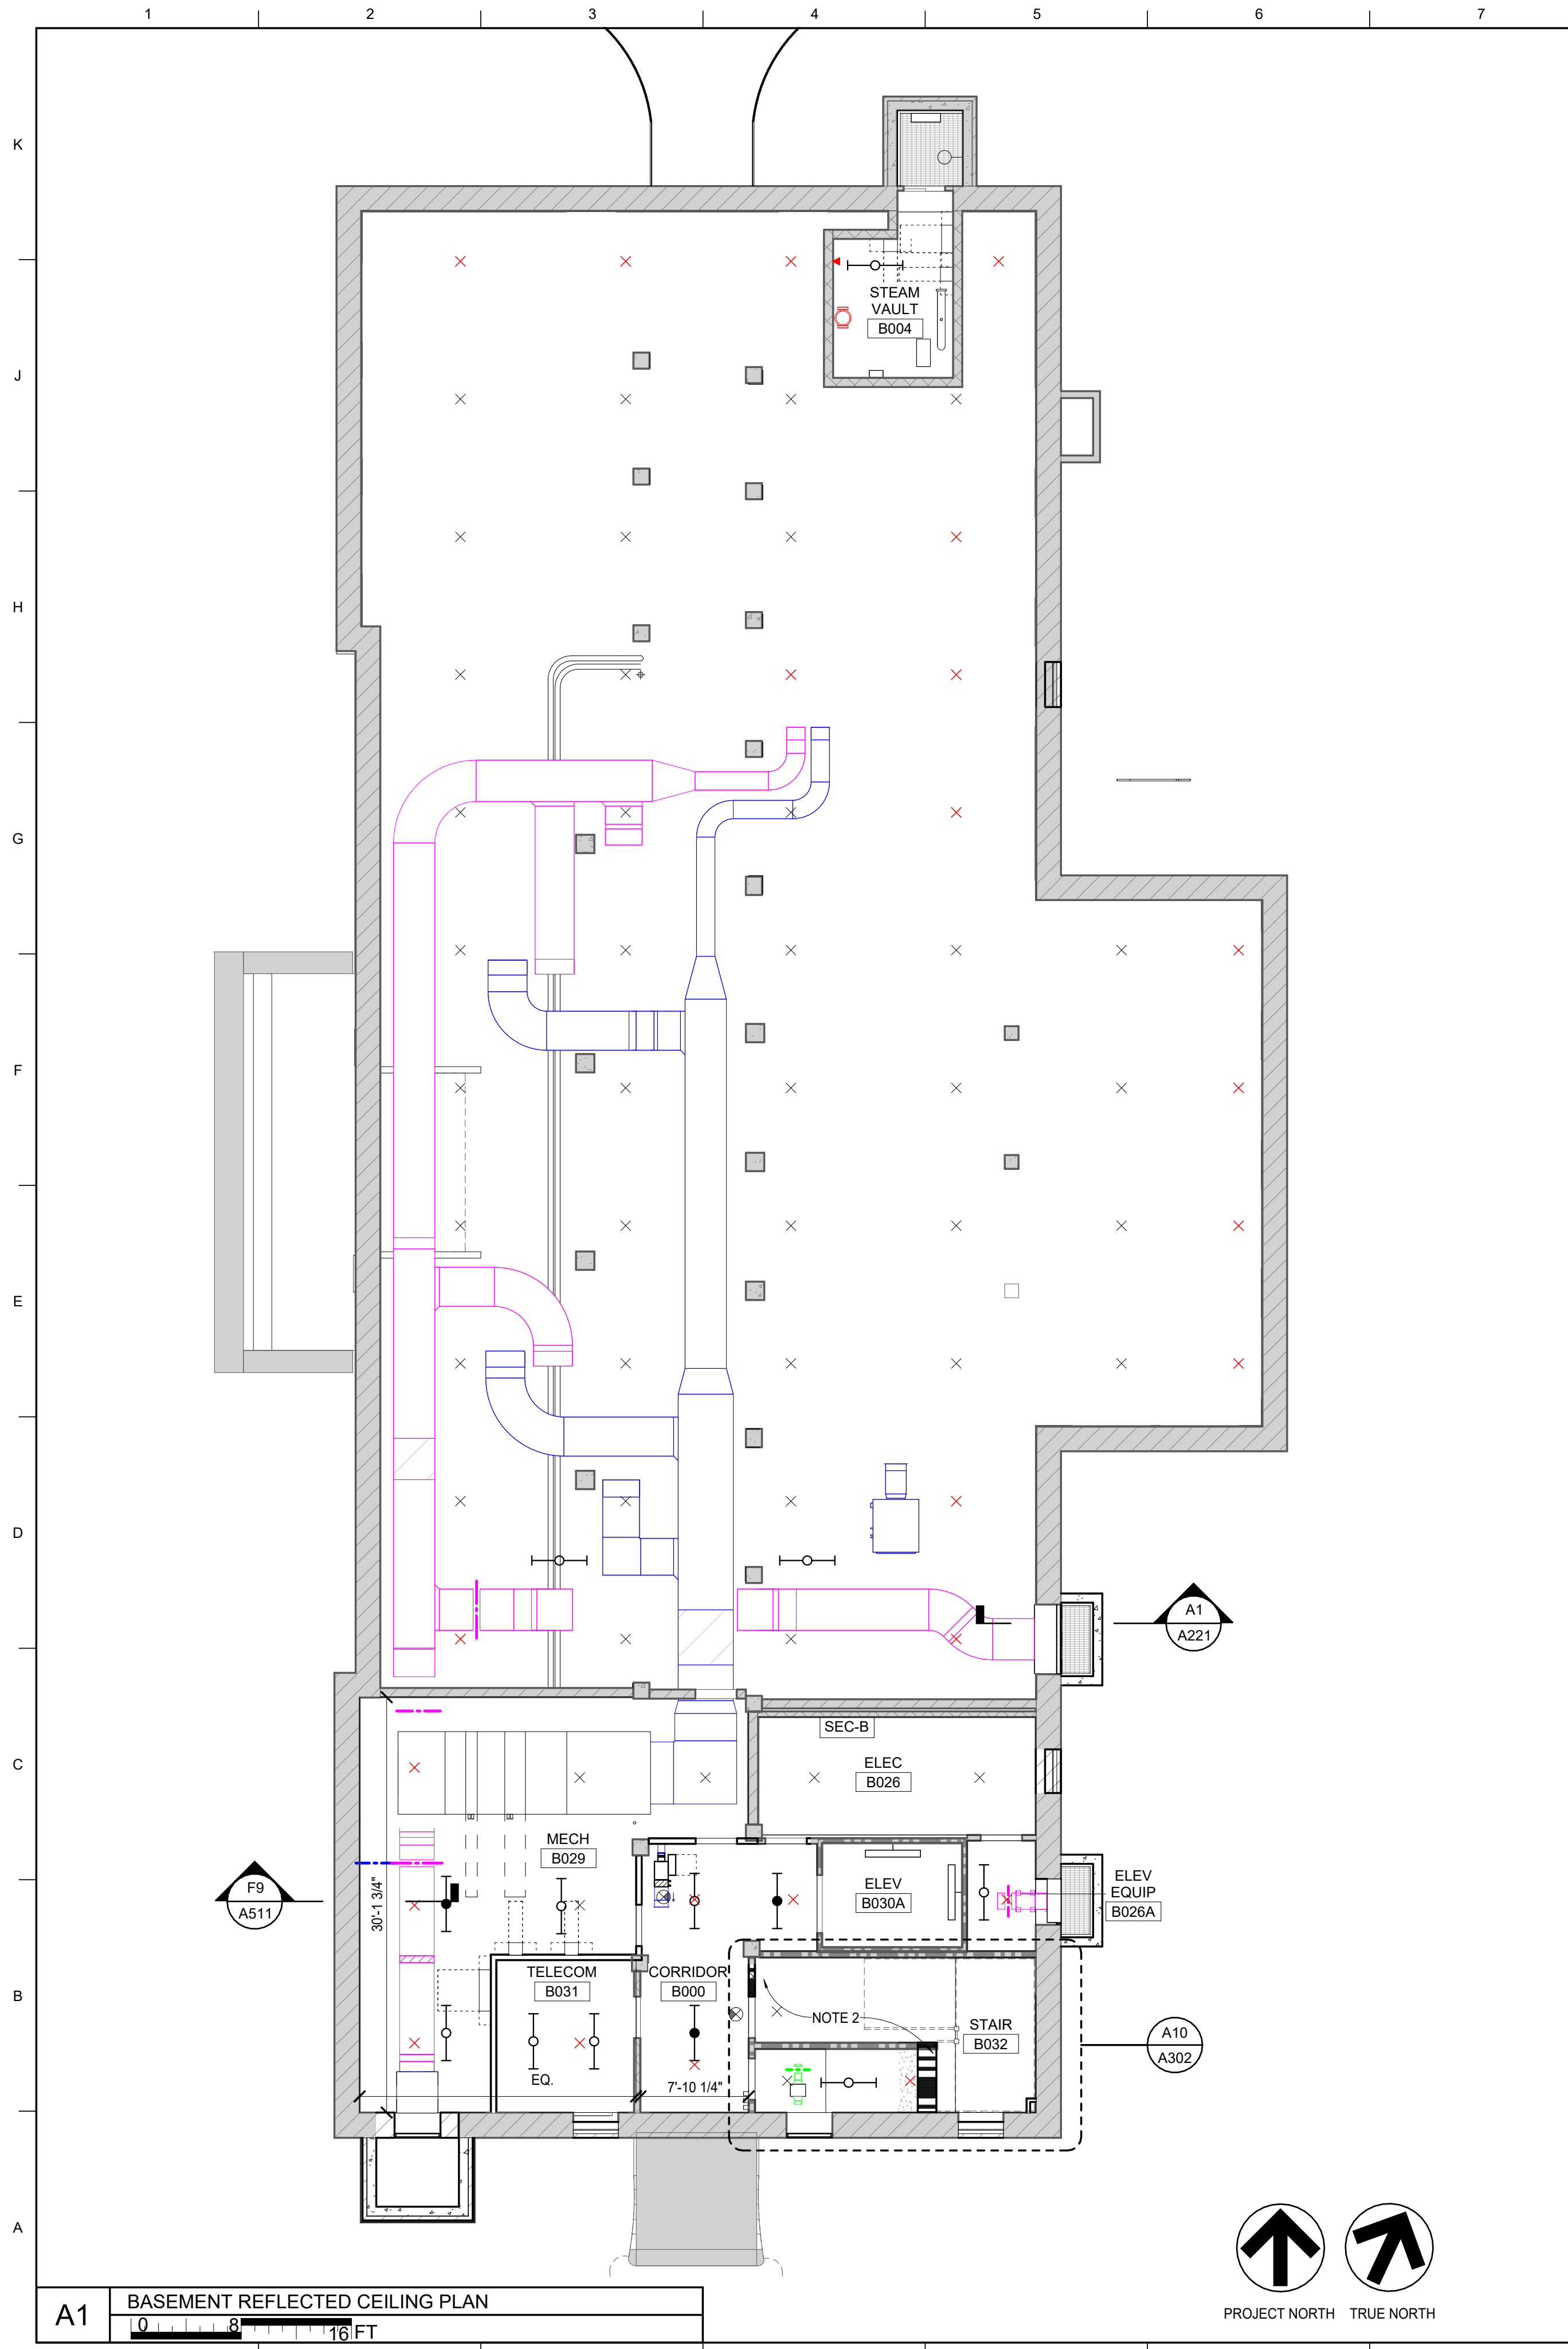 1 2 3 4 5 6 7
K
J
H
G
F
E
D
C
B
A
STEAM
VAULT
B004
A1
A221
SEC-B
ELEC
B026
MECH
B029
F9
A511
30'-1 3/4"
ELEV
B030A
ELEV
EQUIP
B026A
TELECOM
B031
CORRIDOR
B000
NOTE 2
STAIR
B032
A10
A302
EQ.
7'-10 1/4"
PROJECT NORTH TRUE NORTH
A1
BASEMENT REFLECTED CEILING PLAN
0 8 16 FT